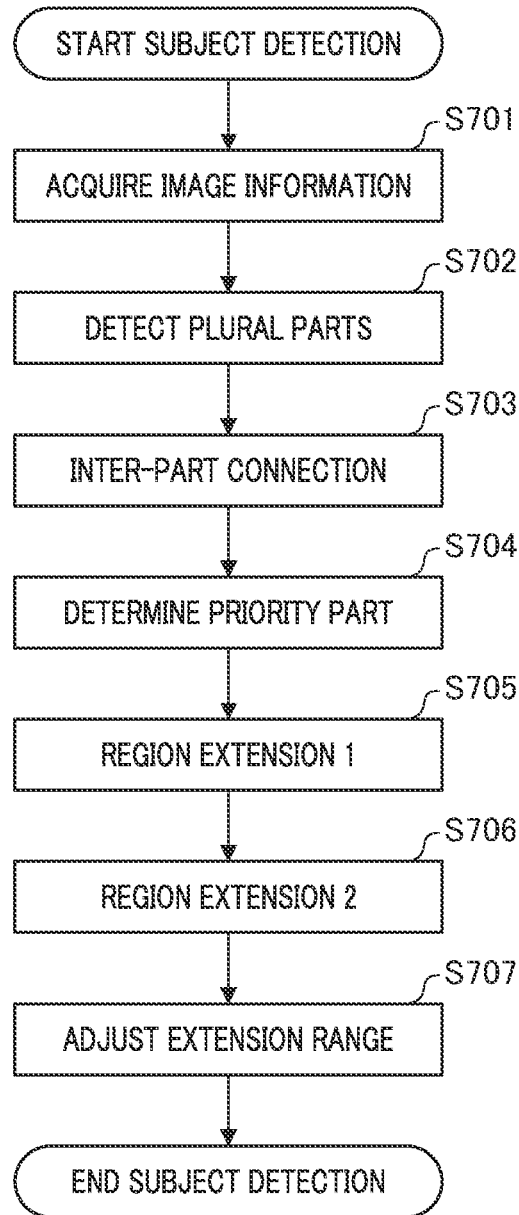 START SUBJECT DETECTION
S701
ACQUIRE IMAGE INFORMATION
S702
DETECT PLURAL PARTS
S703
INTER-PART CONNECTION
S704
DETERMINE PRIORITY PART
S705
REGION EXTENSION 1
S706
REGION EXTENSION 2
S707
ADJUST EXTENSION RANGE
END SUBJECT DETECTION